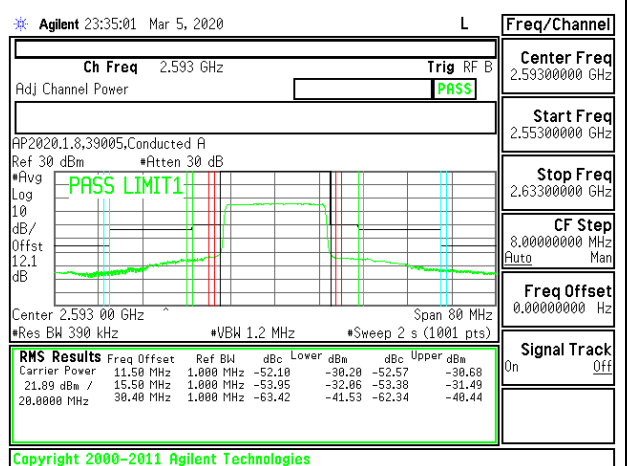 Agilent 23:35:01 Mar 5, 2020 L
Freq/Channel
Ch Freq 2.593 GHz Trig RF B
Adj Channel Power PASS
AP2020.1.8,39005,Conducted A
Ref 30 dBm #Atten 30 dB
#Avg
Log
10
dB/
Offst
12.1
dB
PASS LIMIT1
Center 2.593 00 GHz ^ Span 80 MHz
#Res BW 390 kHz #VBW 1.2 MHz #Sweep 2 s (1001 pts)
RMS Results Freq Offset Ref BW dBc Lower dBm dBc Upper dBm
Carrier Power 11.50 MHz 1.000 MHz -52.10 -30.20 -52.57 -30.68
21.89 dBm / 15.50 MHz 1.000 MHz -53.95 -32.06 -53.38 -31.49
20.0000 MHz 30.40 MHz 1.000 MHz -63.42 -41.53 -62.34 -40.44
Center Freq
2.59300000 GHz
Start Freq
2.55300000 GHz
Stop Freq
2.63300000 GHz
CF Step
8.00000000 MHz
Auto Man
Freq Offset
0.00000000 Hz
Signal Track
On Off
Copyright 2000-2011 Agilent Technologies